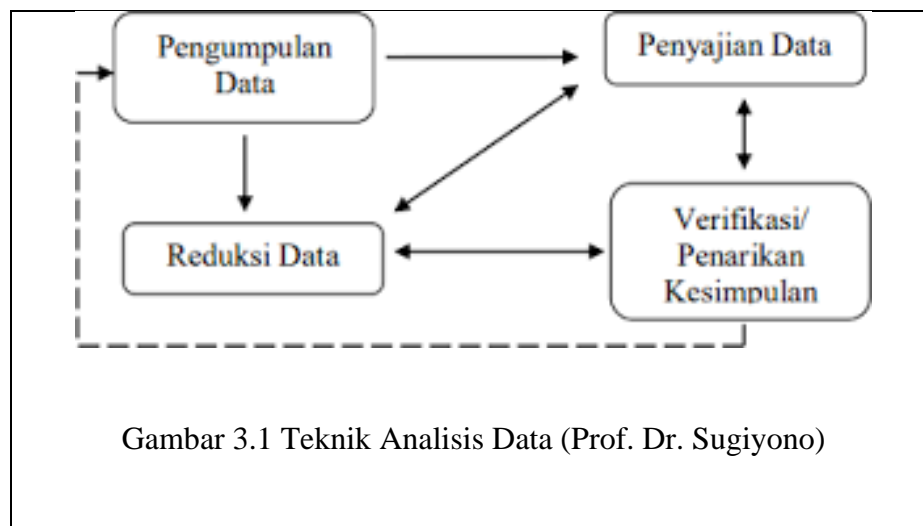 Pengumpulan
Data
Penyajian Data
Reduksi Data
Verifikasi/
Penarikan
Kesimpulan
Gambar 3.1 Teknik Analisis Data (Prof. Dr. Sugiyono)